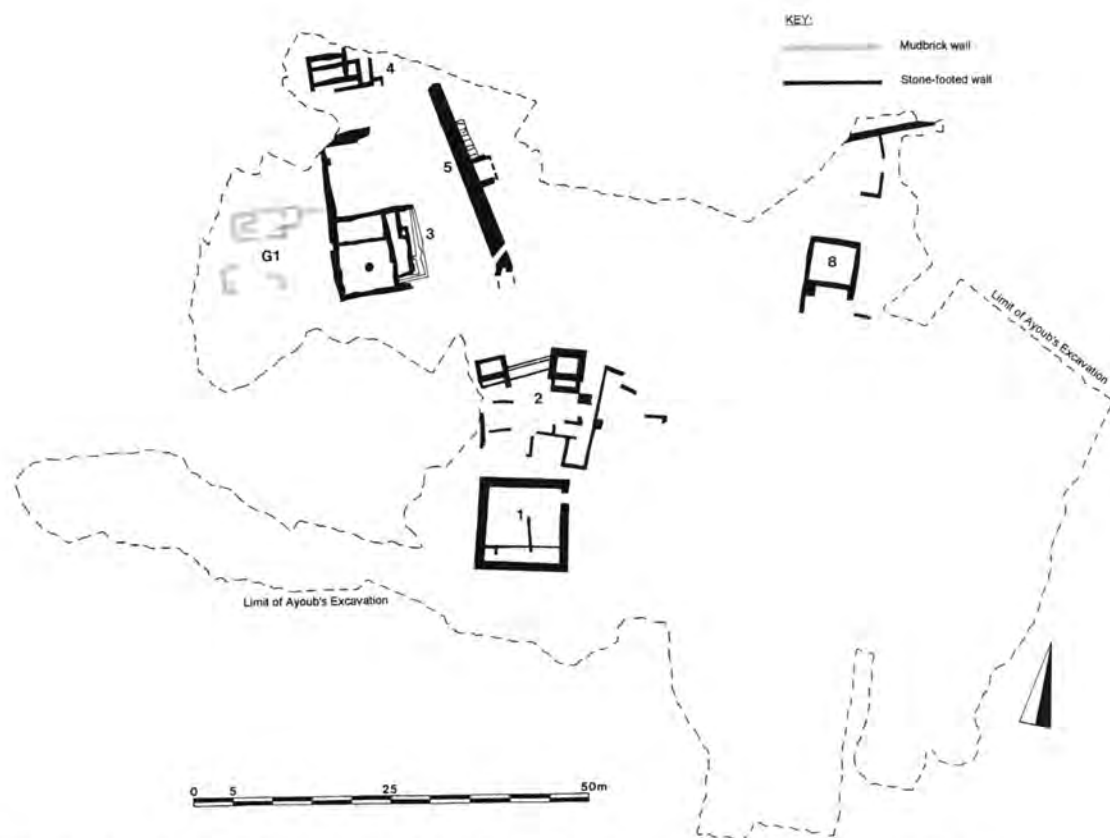 KEY:
Mudbrick wall
Stone-footed wall
4
5
3
G1
8
Limit of Ayoub's Excavation
2
1
Limit of Ayoub's Excavation
0 5 25 50m